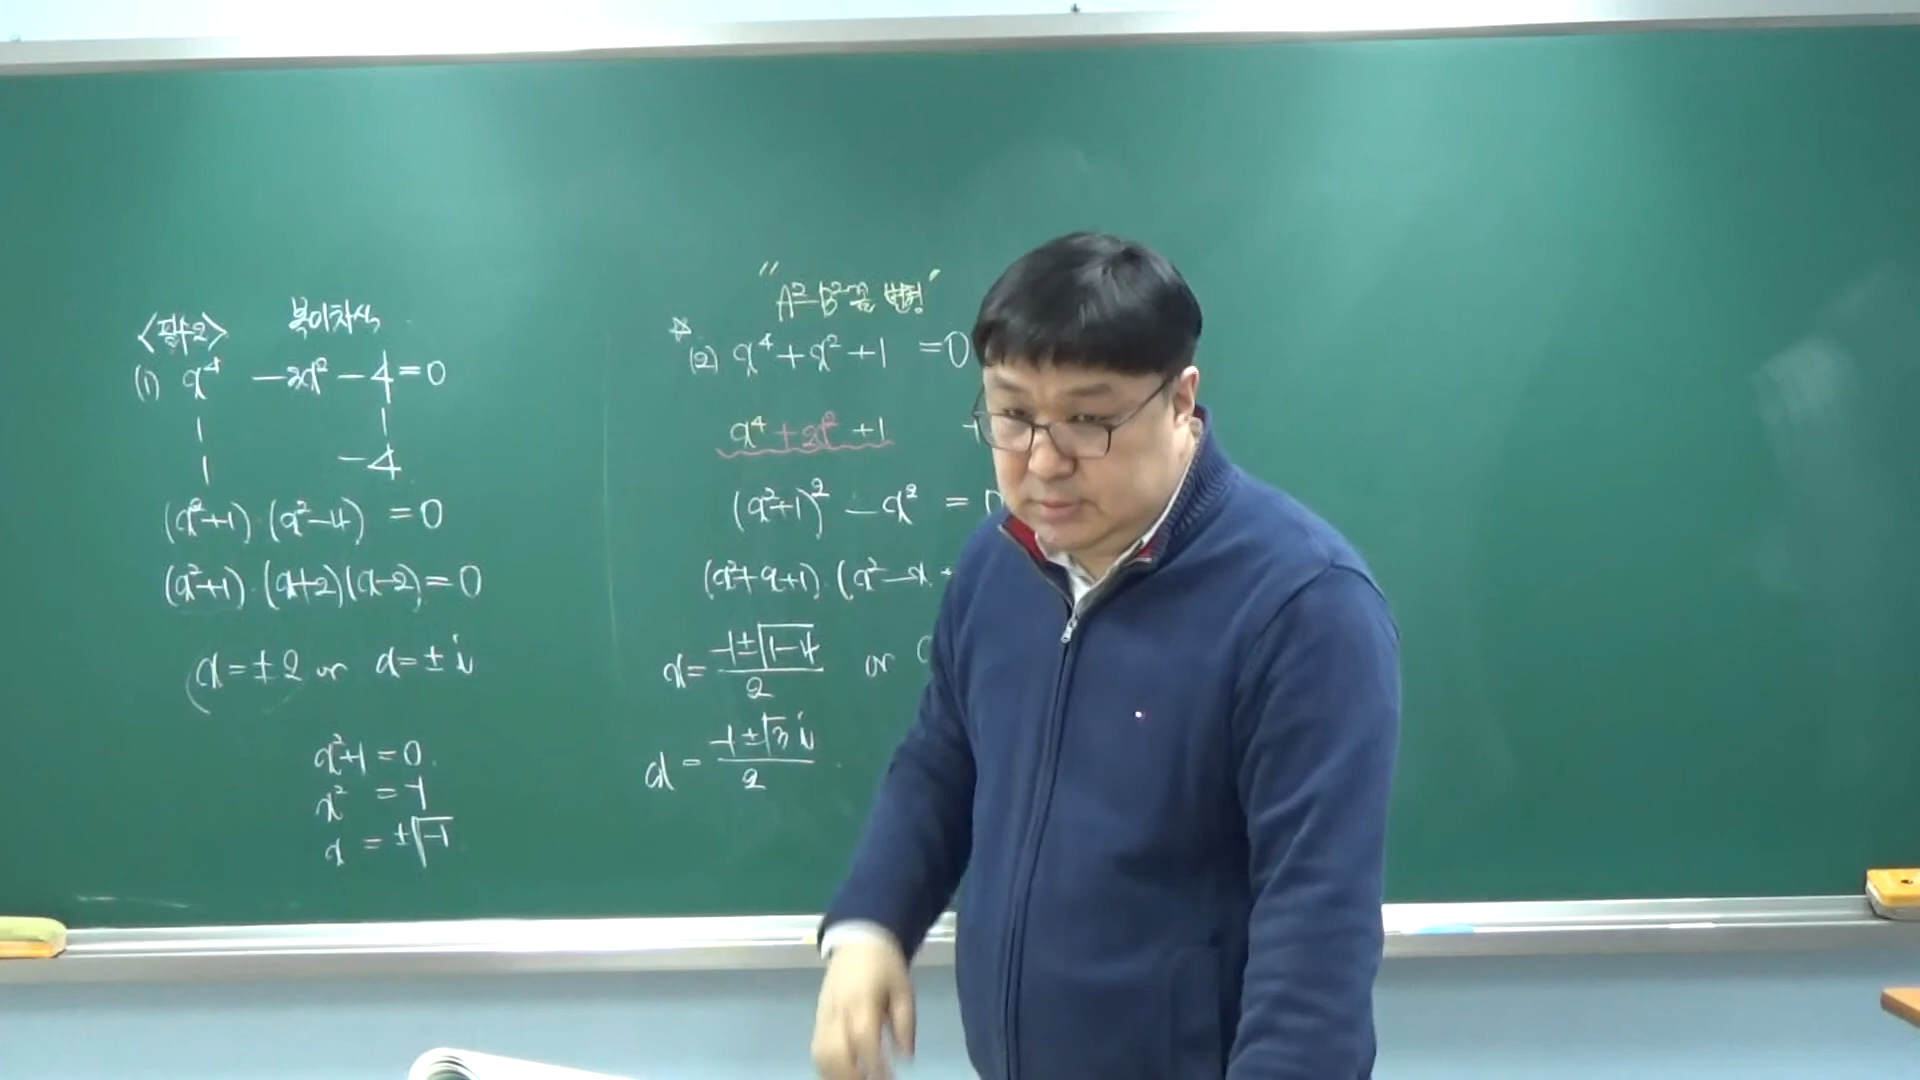 <필수2> 복이차식
(1) x⁴ -3x² -4=0
1 1
1 -4
(x²+1)(x²-4) =0
(x²+1)(x+2)(x-2)=0
x=±2 or x=±i
x²+1=0
x² =-1
x = ±√-1
"A²-B²을 변형!"
☆
(2) x⁴+x²+1 =0
x⁴+2x²+1
(x²+1)² - x² = 0
(x²+x+1)(x²-x+
x= (-1±√1-4)/2 or
x = (-1±√3 i)/2